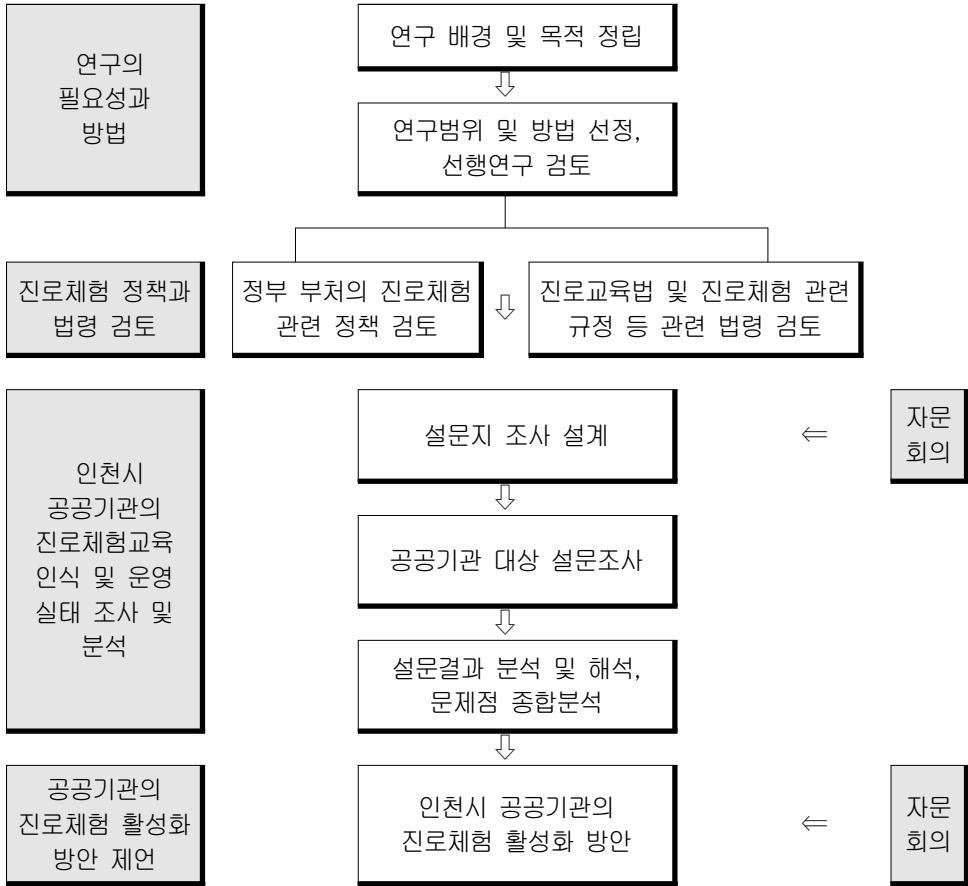 연구의
필요성과
방법
연구 배경 및 목적 정립
⇩
연구범위 및 방법 선정,
선행연구 검토
진로체험 정책과
법령 검토
정부 부처의 진로체험
관련 정책 검토
⇩
진로교육법 및 진로체험 관련
규정 등 관련 법령 검토
인천시
공공기관의
진로체험교육
인식 및 운영
실태 조사 및
분석
설문지 조사 설계
⇐
자문
회의
⇩
공공기관 대상 설문조사
⇩
설문결과 분석 및 해석,
문제점 종합분석
⇩
공공기관의
진로체험 활성화
방안 제언
인천시 공공기관의
진로체험 활성화 방안
⇐
자문
회의